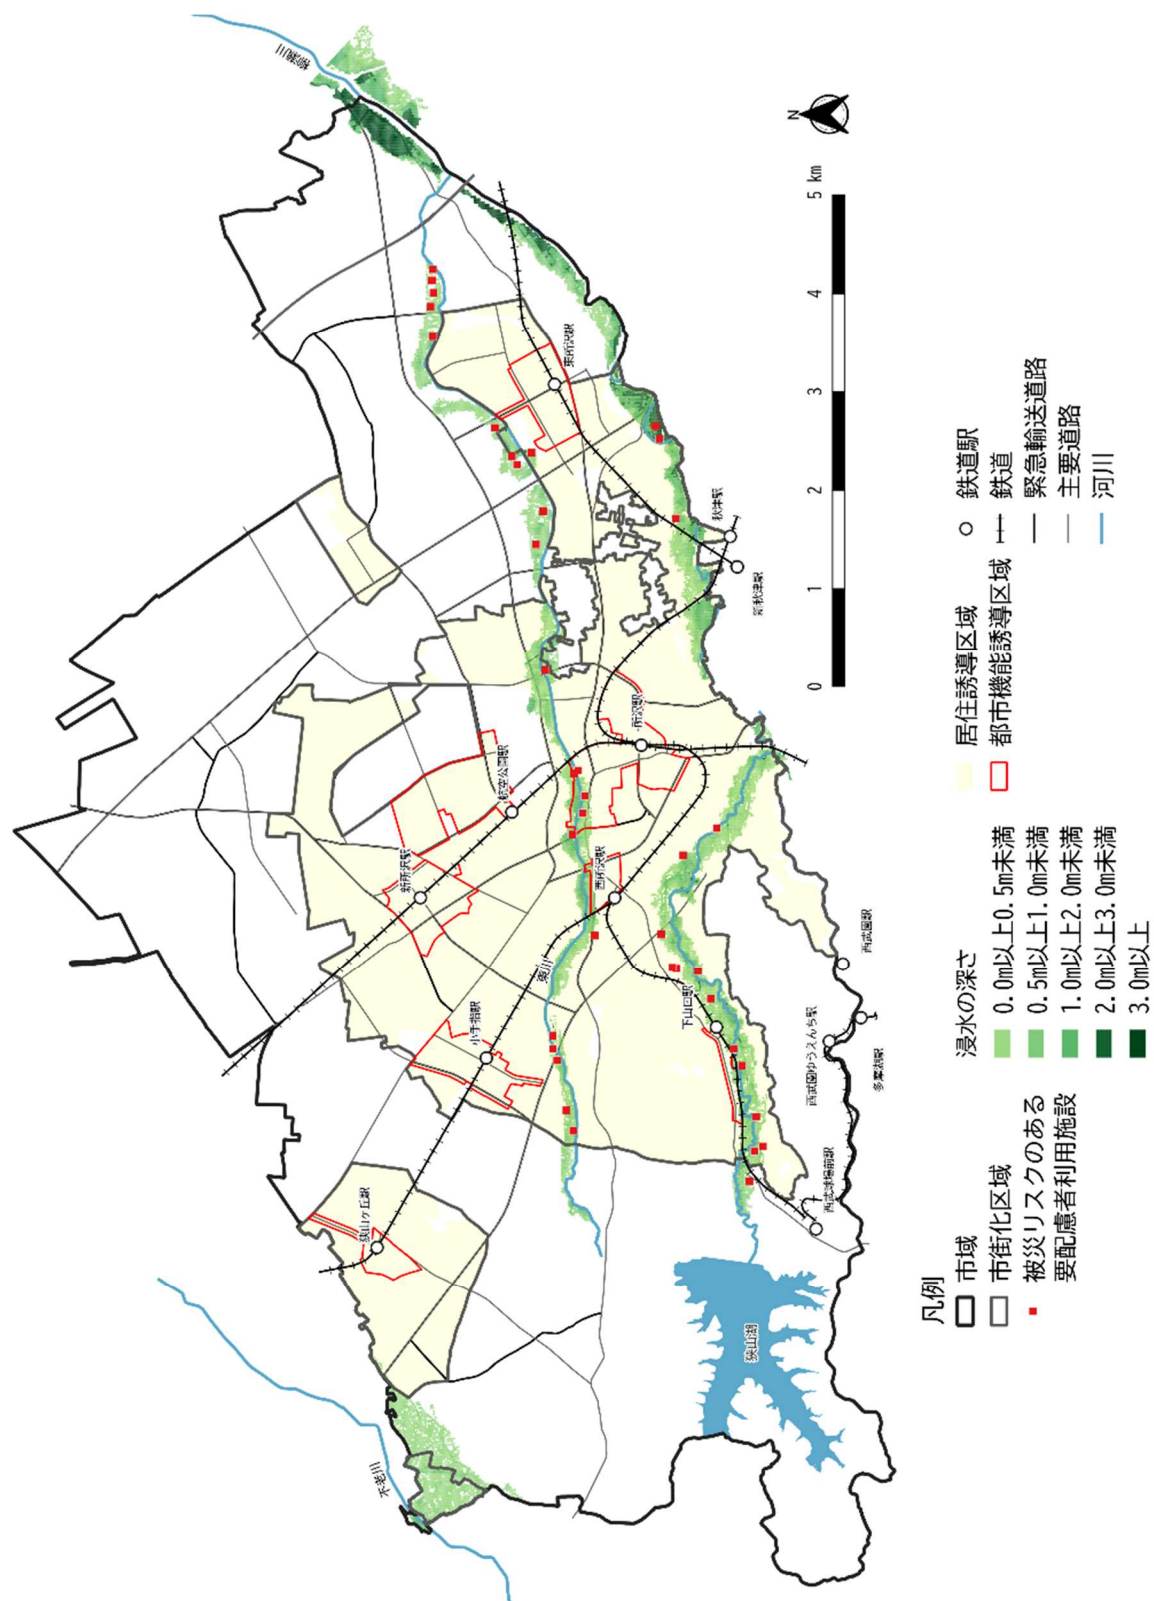 柳瀬川
不老川
東川
狭山湖
狭山ケ丘駅
小手指駅
新所沢駅
航空公園駅
西所沢駅
所沢駅
東所沢駅
秋津駅
新秋津駅
下山口駅
西武球場前駅
西武園ゆうえんち駅
多摩湖駅
西武園駅
N
0 1 2 3 4 5 km
凡例
市域
市街化区域
被災リスクのある
要配慮者利用施設
浸水の深さ
0.0m以上0.5m未満
0.5m以上1.0m未満
1.0m以上2.0m未満
2.0m以上3.0m未満
3.0m以上
居住誘導区域
都市機能誘導区域
鉄道駅
鉄道
緊急輸送道路
主要道路
河川